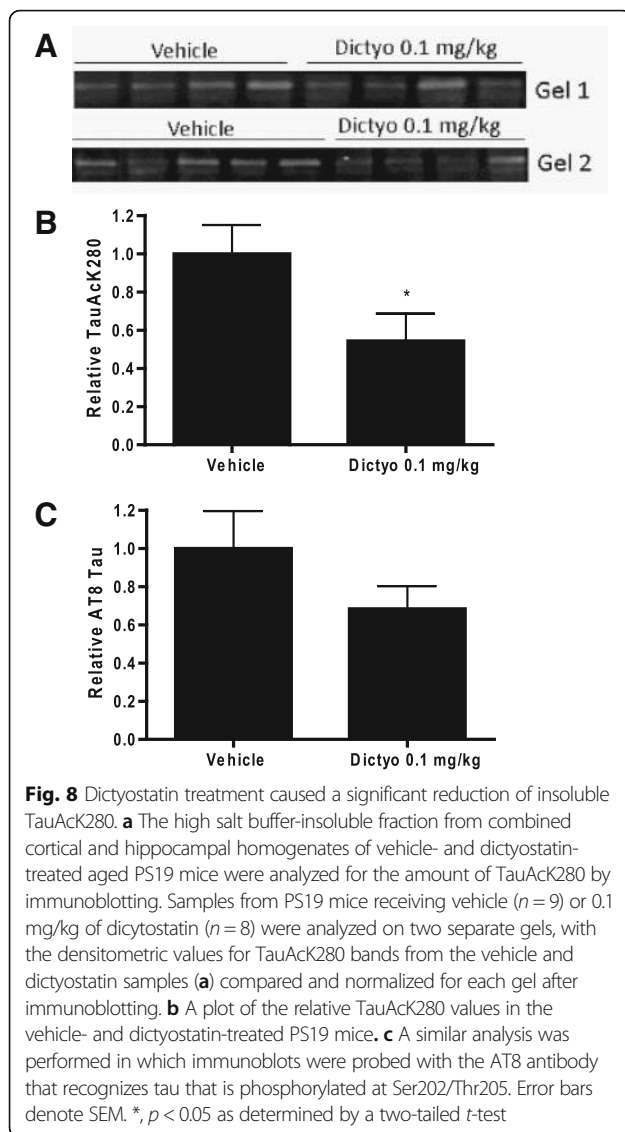 A
Vehicle
Dictyo 0.1 mg/kg
Gel 1
Vehicle
Dictyo 0.1 mg/kg
Gel 2
B
Relative TauAcK280
1.2
1.0
0.8
0.6
0.4
0.2
0.0
*
Vehicle
Dictyo 0.1 mg/kg
C
Relative AT8 Tau
1.2
1.0
0.8
0.6
0.4
0.2
0.0
Vehicle
Dictyo 0.1 mg/kg
Fig. 8 Dictyostatin treatment caused a significant reduction of insoluble
TauAcK280. a The high salt buffer-insoluble fraction from combined
cortical and hippocampal homogenates of vehicle- and dictyostatin-
treated aged PS19 mice were analyzed for the amount of TauAcK280 by
immunoblotting. Samples from PS19 mice receiving vehicle (n = 9) or 0.1
mg/kg of dicytostatin (n = 8) were analyzed on two separate gels, with
the densitometric values for TauAcK280 bands from the vehicle and
dictyostatin samples (a) compared and normalized for each gel after
immunoblotting. b A plot of the relative TauAcK280 values in the
vehicle- and dictyostatin-treated PS19 mice. c A similar analysis was
performed in which immunoblots were probed with the AT8 antibody
that recognizes tau that is phosphorylated at Ser202/Thr205. Error bars
denote SEM. *, p < 0.05 as determined by a two-tailed t-test